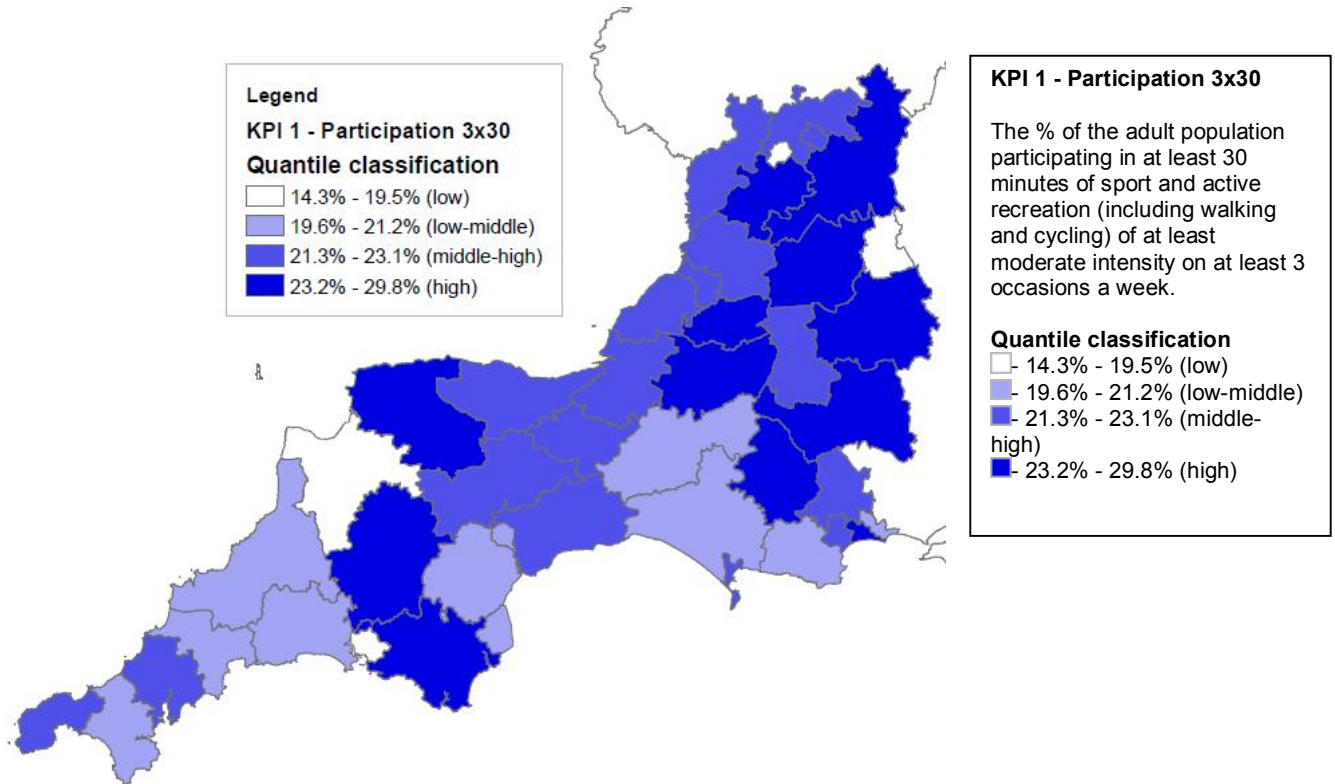 Legend
KPI 1 - Participation 3x30
Quantile classification
14.3% - 19.5% (low)
19.6% - 21.2% (low-middle)
21.3% - 23.1% (middle-high)
23.2% - 29.8% (high)
KPI 1 - Participation 3x30
The % of the adult population
participating in at least 30
minutes of sport and active
recreation (including walking
and cycling) of at least
moderate intensity on at least 3
occasions a week.
Quantile classification
- 14.3% - 19.5% (low)
- 19.6% - 21.2% (low-middle)
- 21.3% - 23.1% (middle-
high)
- 23.2% - 29.8% (high)